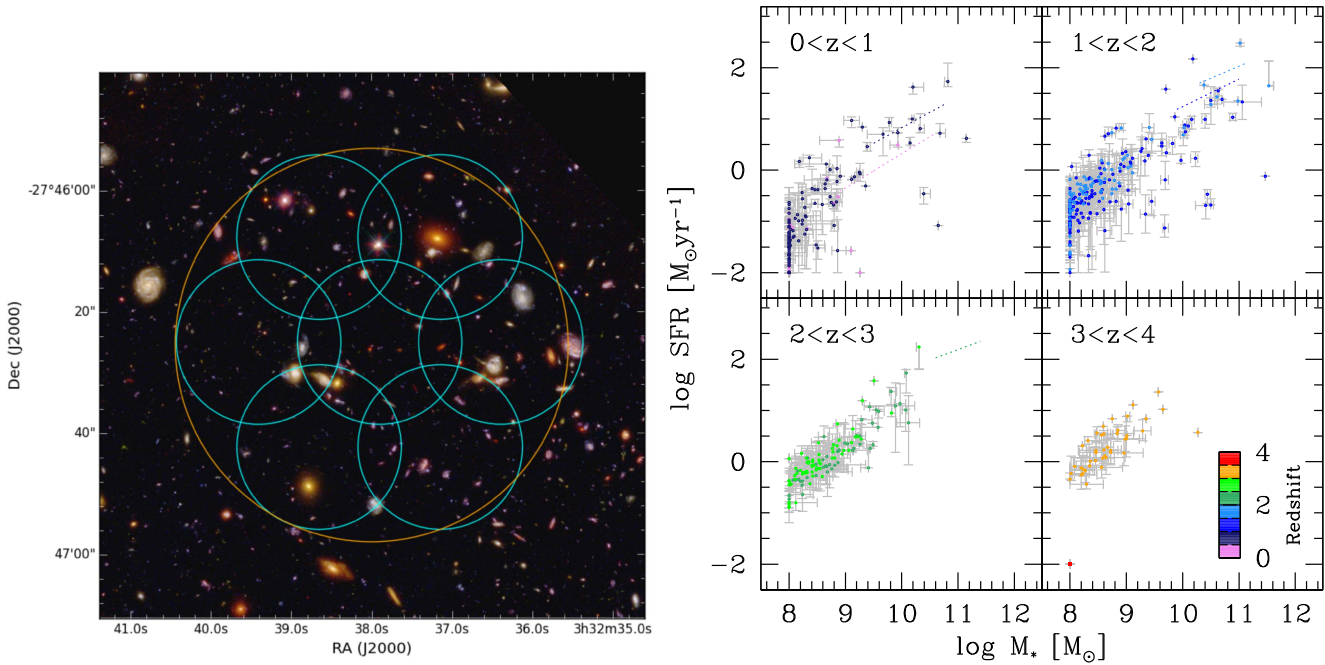 Dec (J2000)
-27°46'00"
20"
40"
47'00"
41.0s 40.0s 39.0s 38.0s 37.0s 36.0s 3h32m35.0s
RA (J2000)
log SFR [M⊙yr⁻¹]
0<z<1
1<z<2
2
0
−2
2<z<3
3<z<4
2
0
−2
4
2
0
Redshift
8 9 10 11 12
8 9 10 11 12
log M* [M⊙]